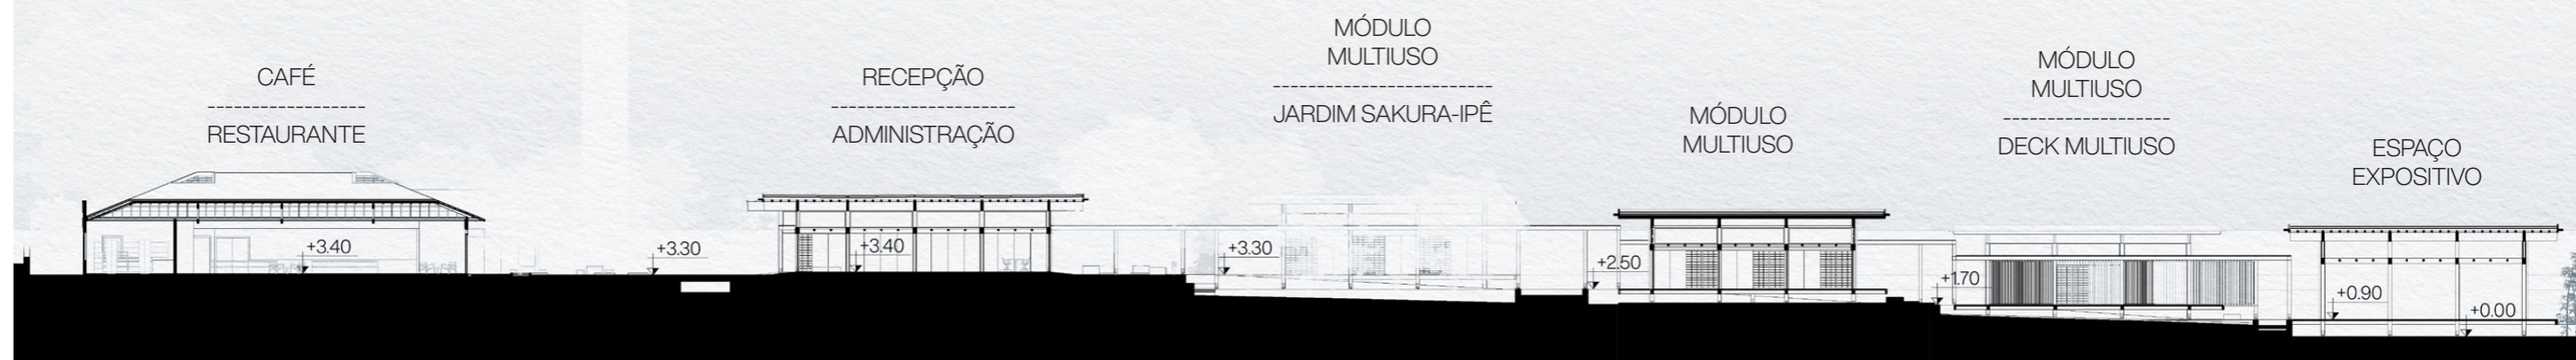 CAFÉ
RESTAURANTE
RECEPÇÃO
ADMINISTRAÇÃO
MÓDULO
MULTIUSO
JARDIM SAKURA-IPÊ
MÓDULO
MULTIUSO
MÓDULO
MULTIUSO
DECK MULTIUSO
ESPAÇO
EXPOSITIVO
+3.40
+3.30
+3.40
+3.30
+2.50
+1.70
+0.90
+0.00